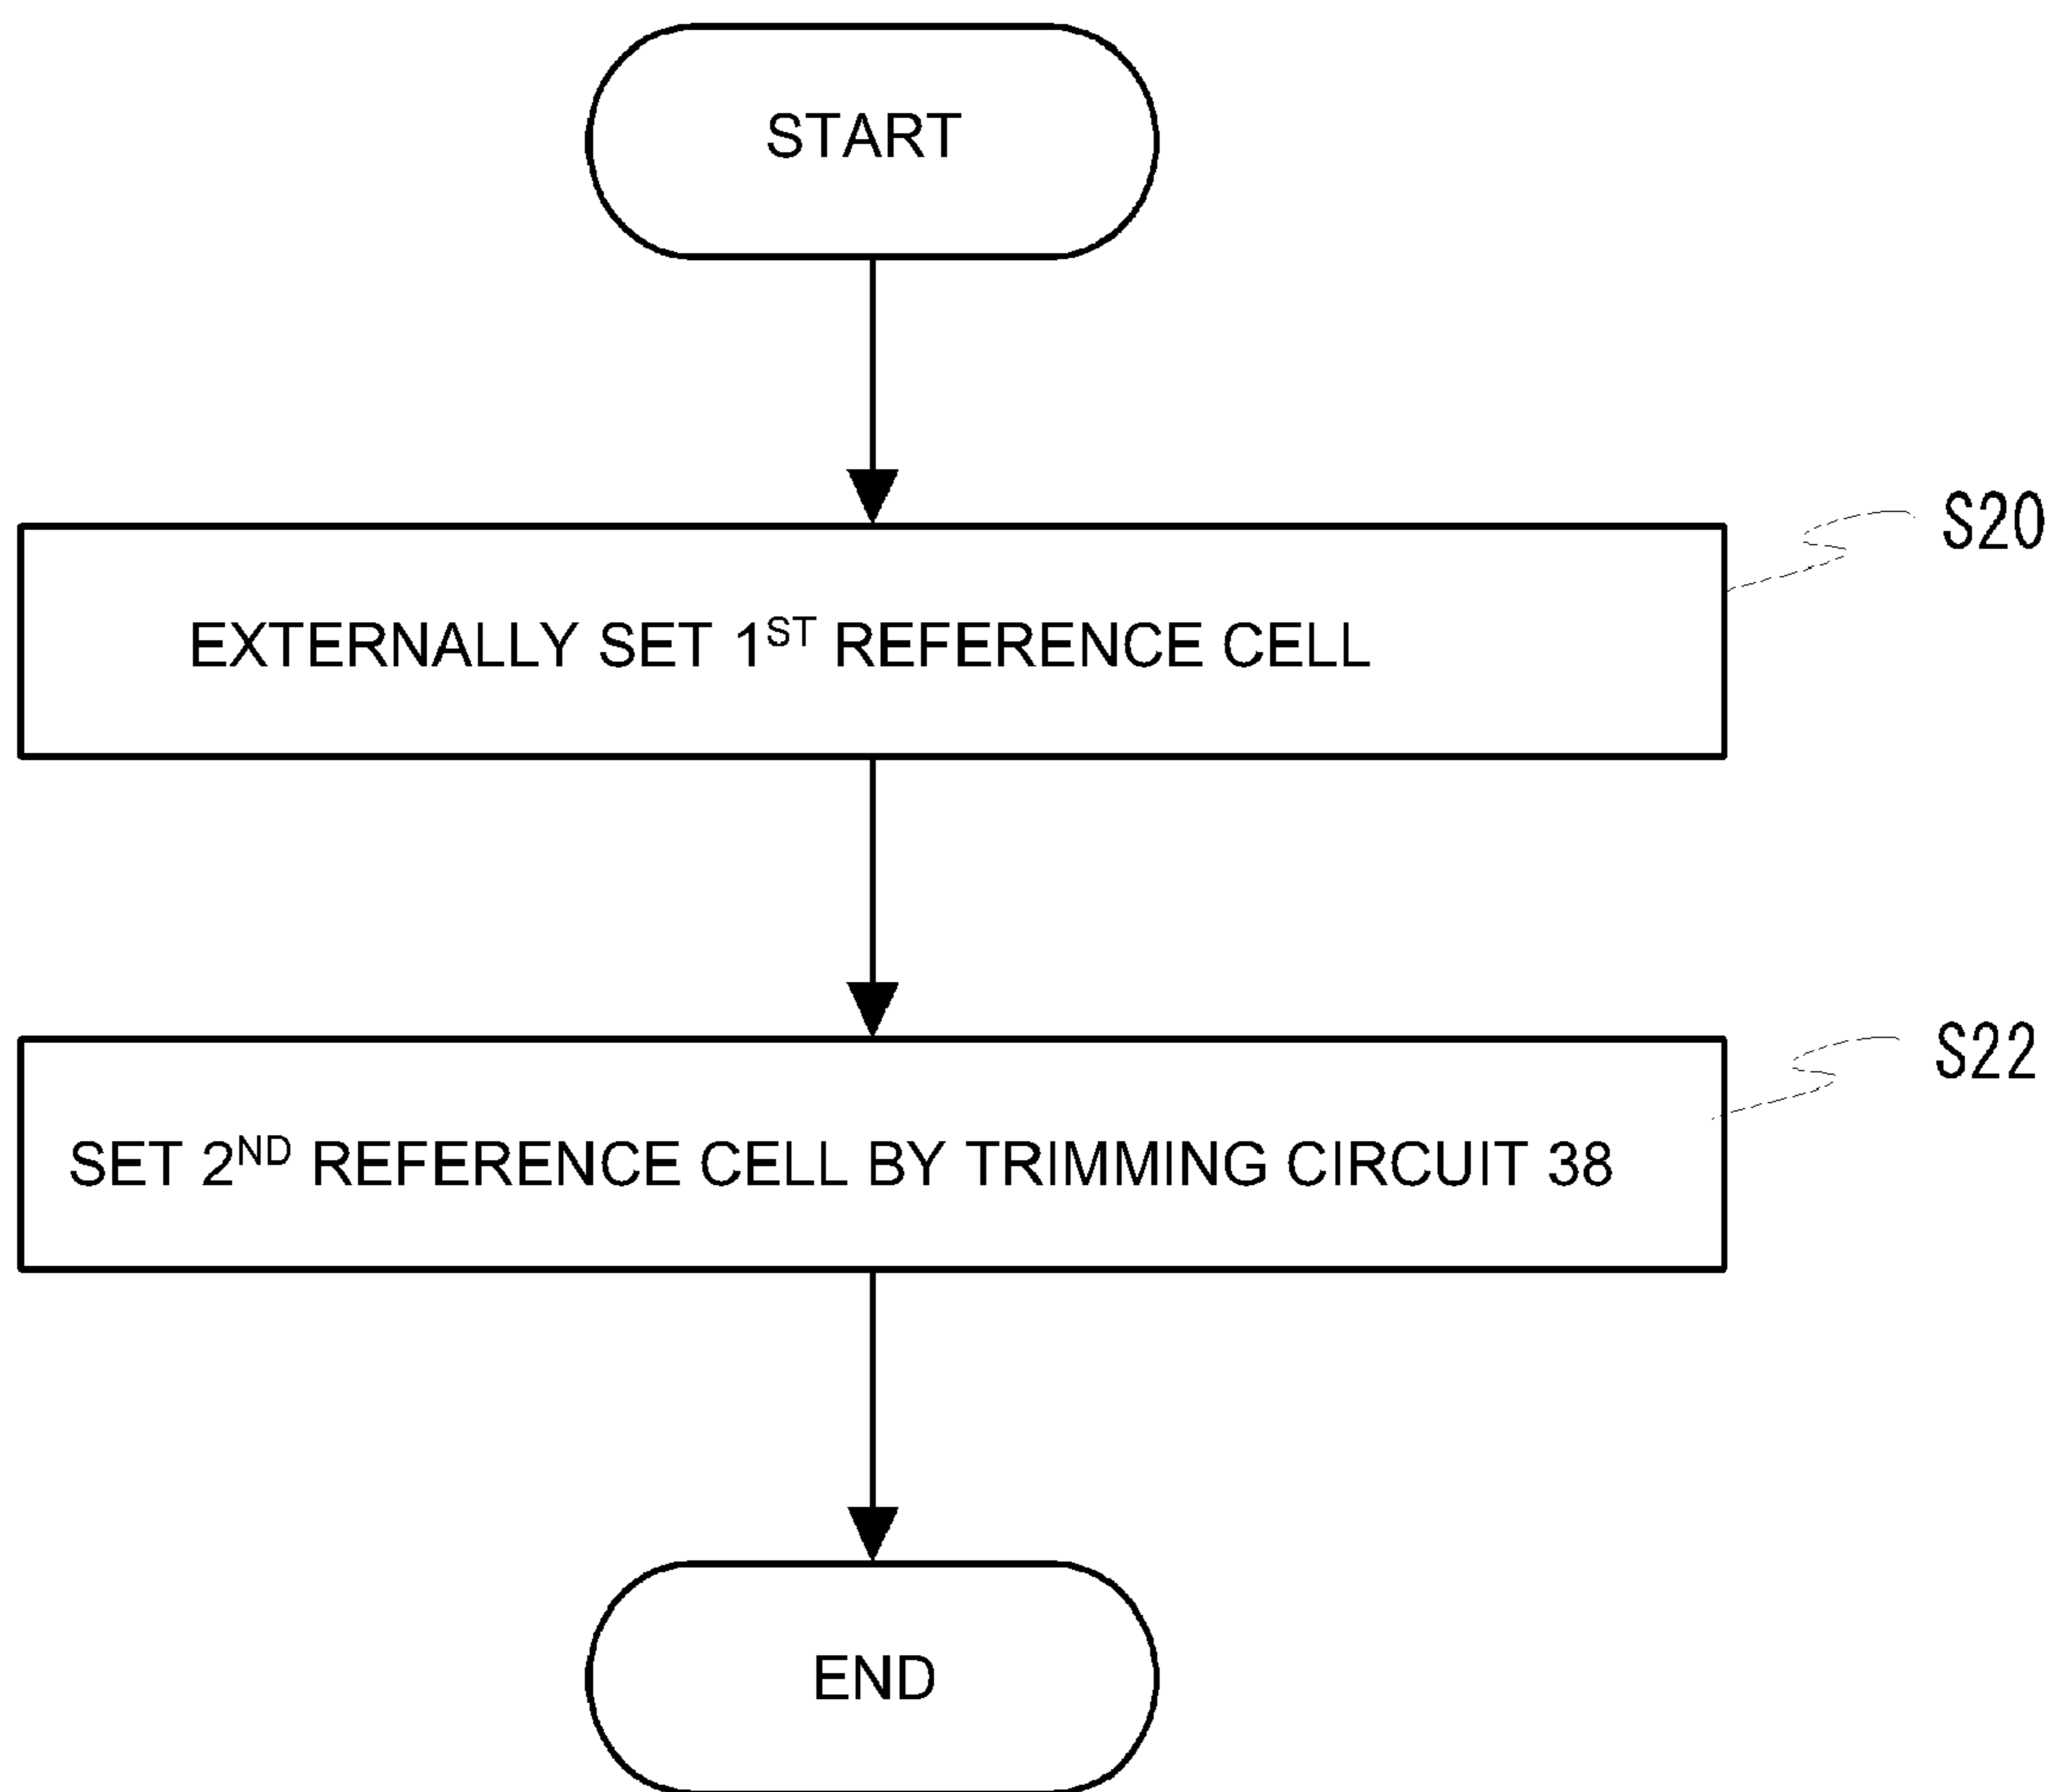 START
S20
EXTERNALLY SET 1ST REFERENCE CELL
S22
SET 2ND REFERENCE CELL BY TRIMMING CIRCUIT 38
END